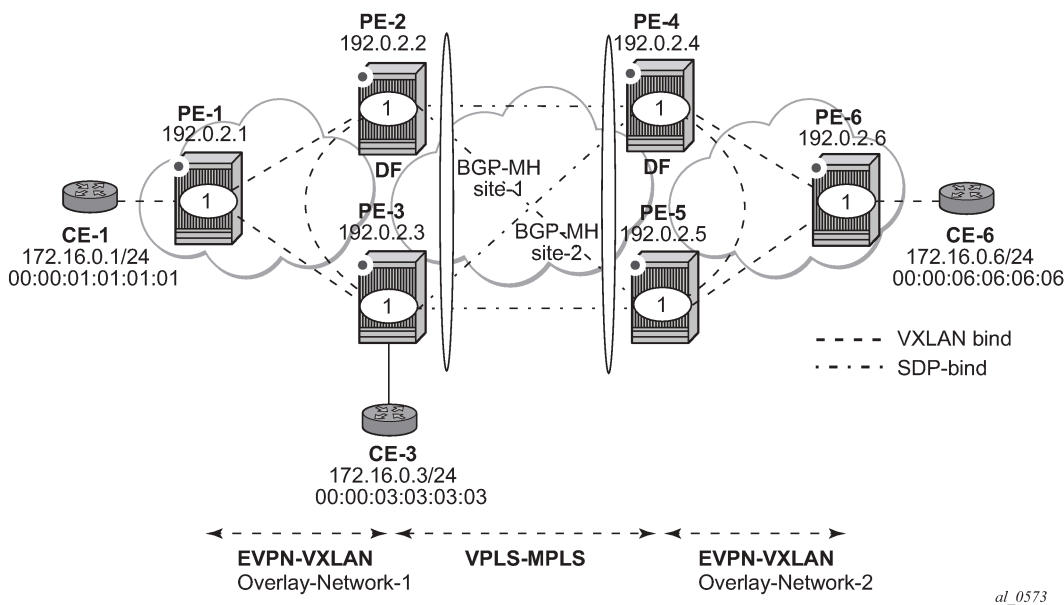 PE-2
192.0.2.2
1
DF
PE-4
192.0.2.4
1
DF
PE-1
192.0.2.1
1
PE-6
192.0.2.6
1
BGP-MH
site-1
BGP-MH
site-2
CE-1
172.16.0.1/24
00:00:01:01:01:01
PE-3
192.0.2.3
1
PE-5
192.0.2.5
1
CE-6
172.16.0.6/24
00:00:06:06:06:06
VXLAN bind
SDP-bind
CE-3
172.16.0.3/24
00:00:03:03:03:03
EVPN-VXLAN
Overlay-Network-1
VPLS-MPLS
EVPN-VXLAN
Overlay-Network-2
al_0573